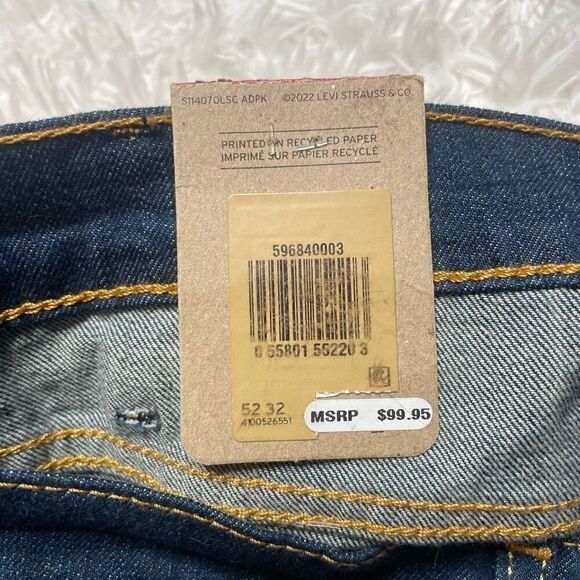 S114070LSC ADPK ©2022 LEVI STRAUSS & CO.
PRINTED ON RECYCLED PAPER
IMPRIMÉ SUR PAPIER RECYCLÉ
596840003
0 55801 55220 3
52 32
4100526551
MSRP $99.95